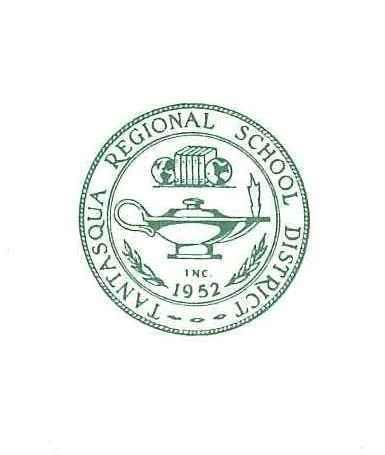 TANTASQUA REGIONAL SCHOOL DISTRICT
INC.
1952